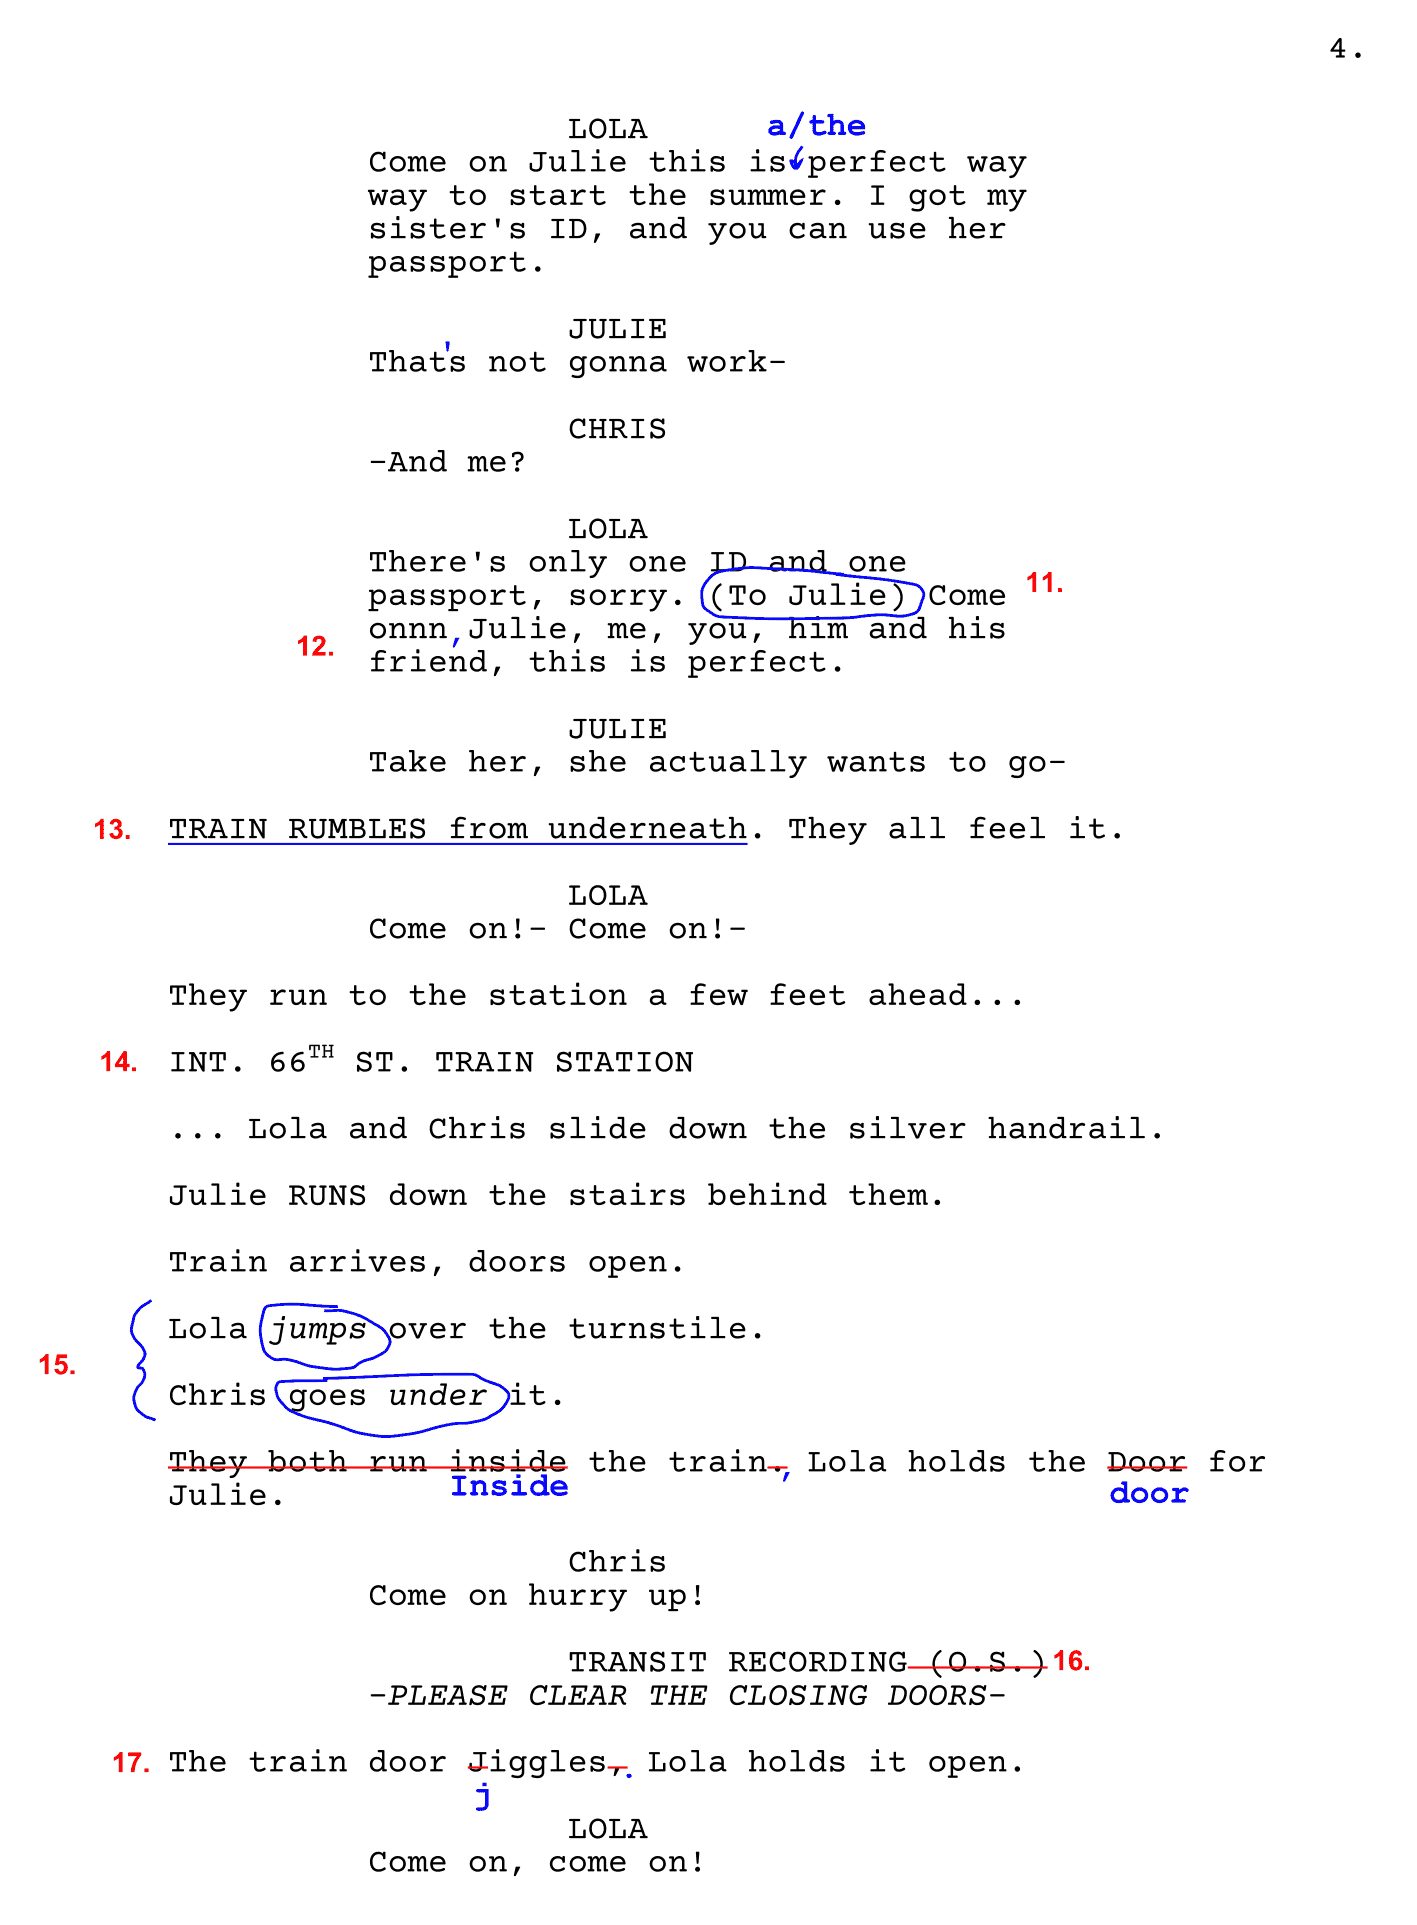 4.
LOLA
a/the
Come on Julie this is perfect way
way to start the summer. I got my
sister's ID, and you can use her
passport.
JULIE
That's not gonna work-
CHRIS
-And me?
LOLA
There's only one ID and one
passport, sorry. (To Julie) Come 11.
12. onnn, Julie, me, you, him and his
friend, this is perfect.
JULIE
Take her, she actually wants to go-
13. TRAIN RUMBLES from underneath. They all feel it.
LOLA
Come on!- Come on!-
They run to the station a few feet ahead...
14. INT. 66TH ST. TRAIN STATION
... Lola and Chris slide down the silver handrail.
Julie RUNS down the stairs behind them.
Train arrives, doors open.
Lola jumps over the turnstile.
15.
Chris goes under it.
They both run inside the train., Lola holds the Door for
Inside door
Julie.
Chris
Come on hurry up!
TRANSIT RECORDING (O.S.) 16.
-PLEASE CLEAR THE CLOSING DOORS-
17. The train door Jiggles,. Lola holds it open.
j
LOLA
Come on, come on!